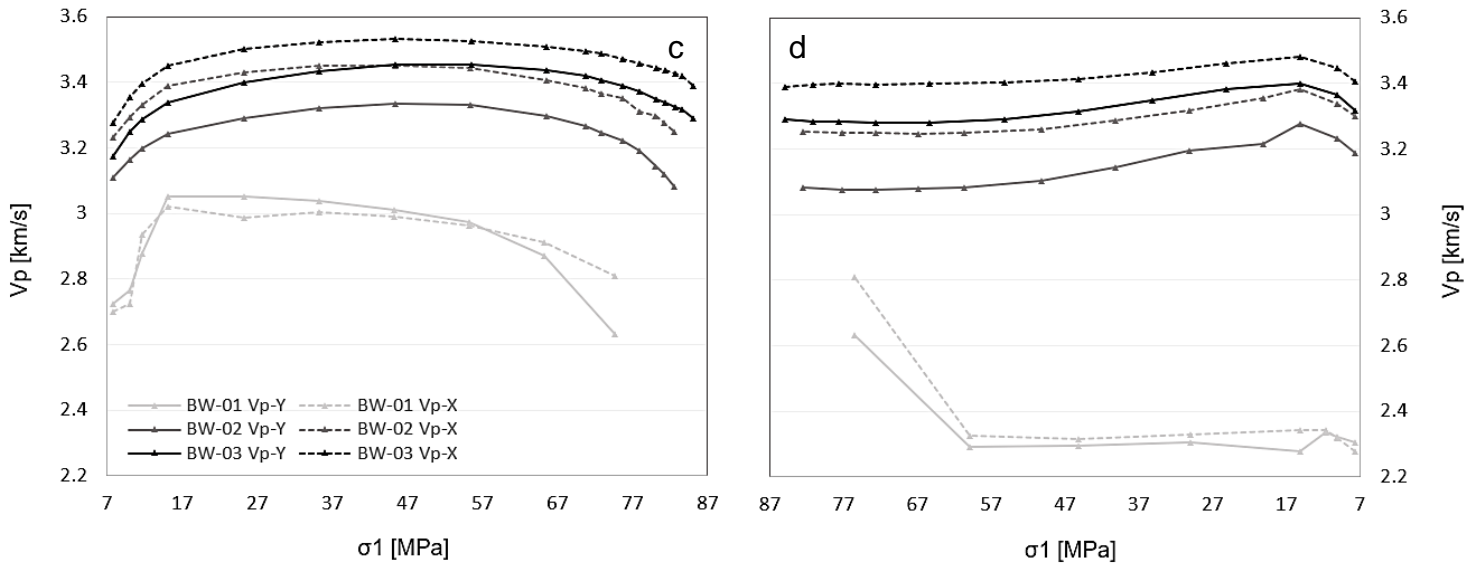 c
3.6
3.4
3.2
3
2.8
2.6
2.4
2.2
Vp [km/s]
BW-01 Vp-Y BW-01 Vp-X
BW-02 Vp-Y BW-02 Vp-X
BW-03 Vp-Y BW-03 Vp-X
7 17 27 37 47 57 67 77 87
σ1 [MPa]
d
3.6
3.4
3.2
3
2.8
2.6
2.4
2.2
Vp [km/s]
87 77 67 57 47 37 27 17 7
σ1 [MPa]